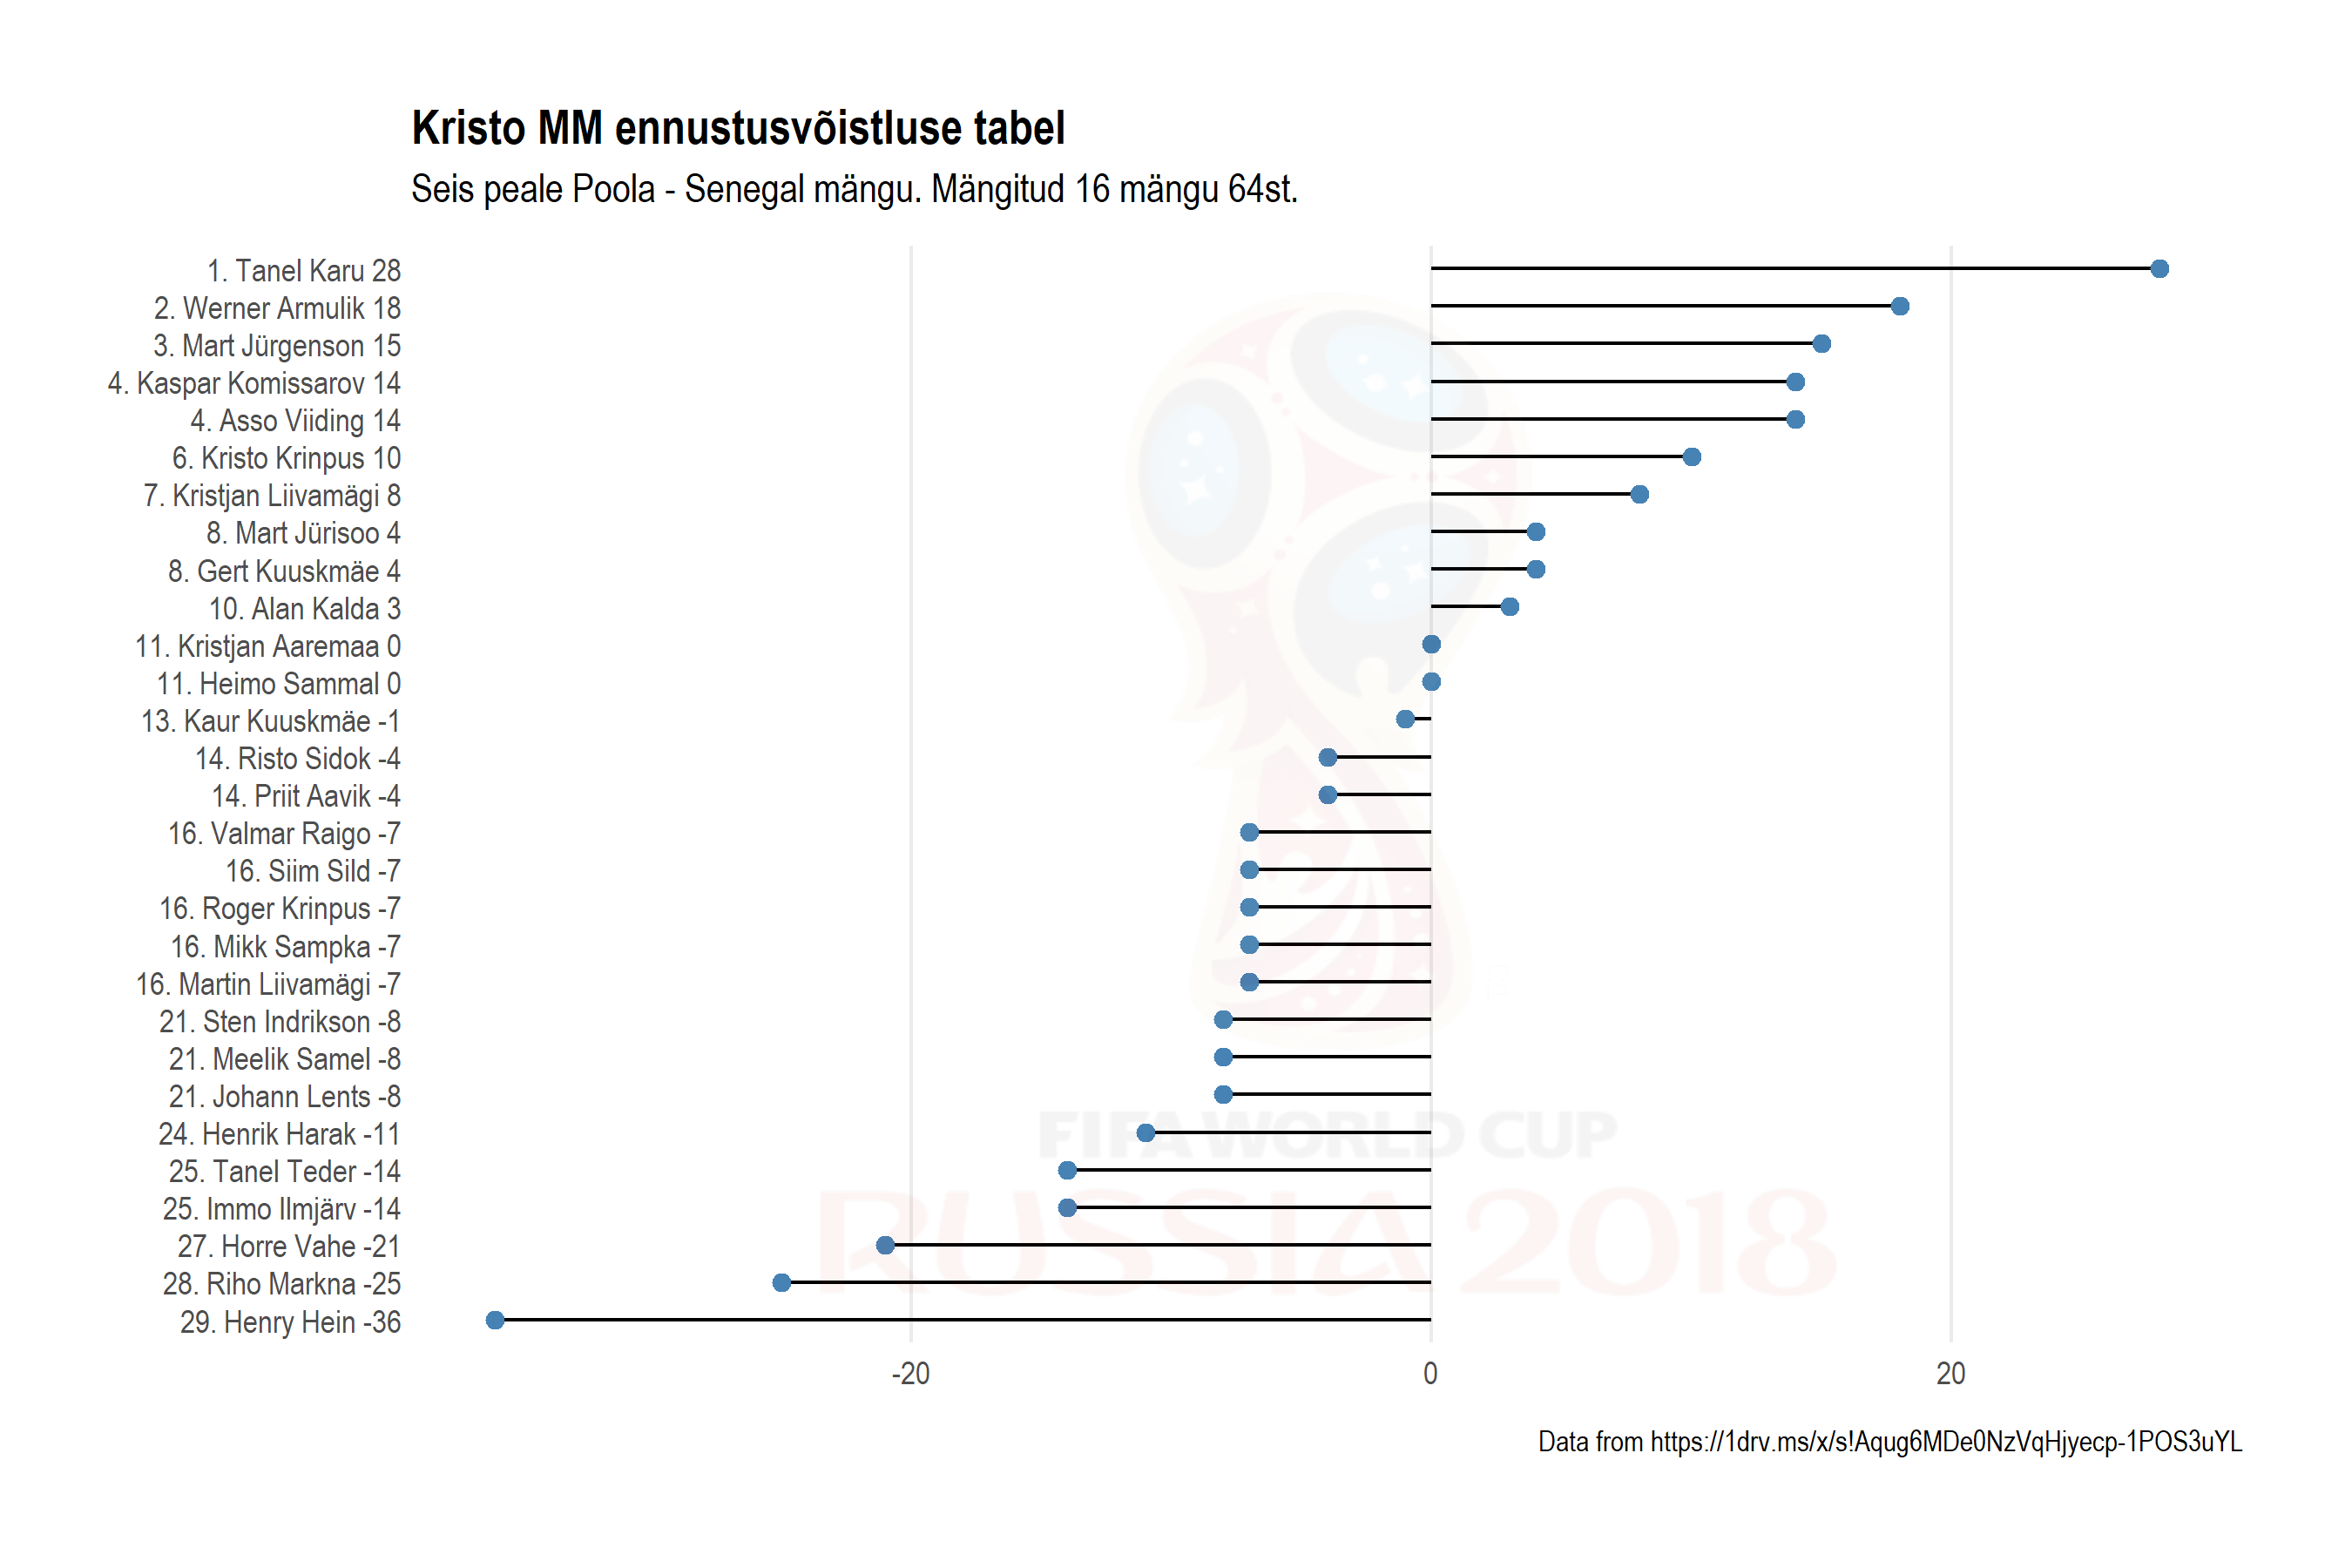 Kristo MM ennustusvõistluse tabel
Seis peale Poola - Senegal mängu. Mängitud 16 mängu 64st.
1. Tanel Karu 28
2. Werner Armulik 18
3. Mart Jürgenson 15
4. Kaspar Komissarov 14
4. Asso Viiding 14
6. Kristo Krinpus 10
7. Kristjan Liivamägi 8
8. Mart Jürisoo 4
8. Gert Kuuskmäe 4
10. Alan Kalda 3
11. Kristjan Aaremaa 0
11. Heimo Sammal 0
13. Kaur Kuuskmäe -1
14. Risto Sidok -4
14. Priit Aavik -4
16. Valmar Raigo -7
16. Siim Sild -7
16. Roger Krinpus -7
16. Mikk Sampka -7
16. Martin Liivamägi -7
21. Sten Indrikson -8
21. Meelik Samel -8
21. Johann Lents -8
24. Henrik Harak -11
25. Tanel Teder -14
25. Immo Ilmjärv -14
27. Horre Vahe -21
28. Riho Markna -25
29. Henry Hein -36
FIFA WORLD CUP
RUSSIA 2018
-20 0 20
Data from https://1drv.ms/x/s!Aqug6MDe0NzVqHjyecp-1POS3uYL